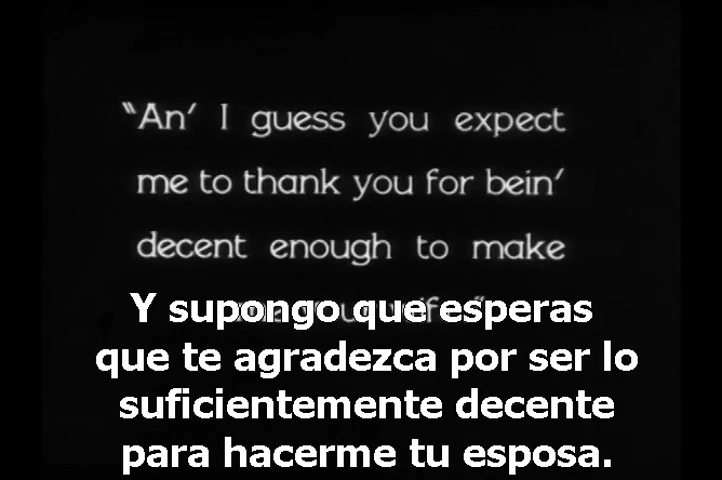 “An' I guess you expect
me to thank you for bein'
decent enough to make
Y supongo que esperas
que te agradezca por ser lo
suficientemente decente
para hacerme tu esposa.